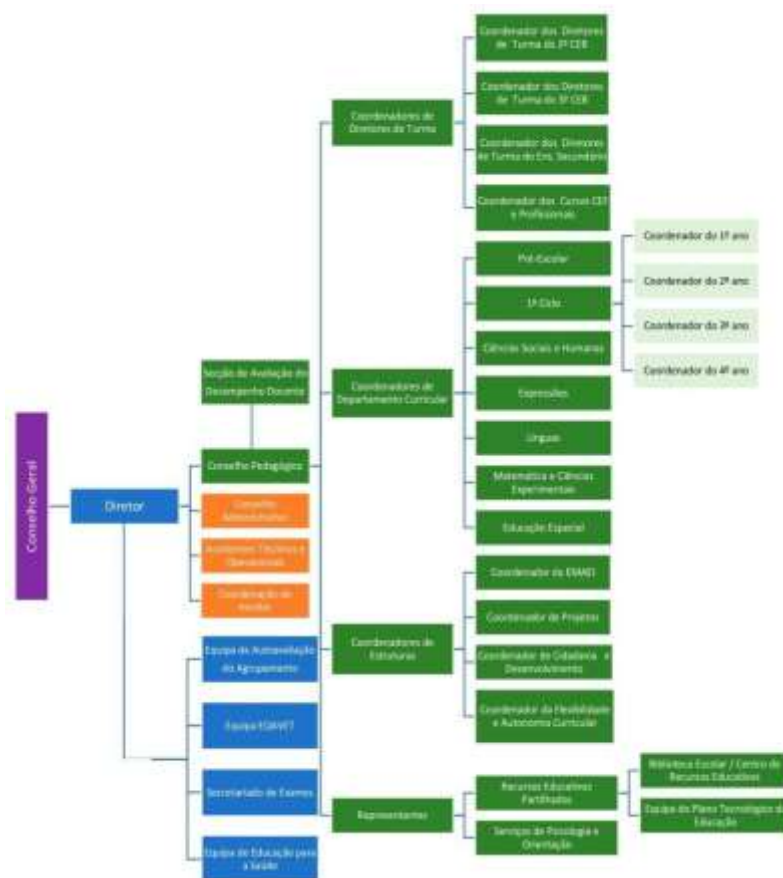 Conselho Geral
Diretor
Secção de Avaliação do
Desempenho Docente
Conselho Pedagógico
Conselho
Administrativo
Assistentes Técnicos e
Operacionais
Coordenação de
Equipa de Autoavaliação
do Agrupamento
Equipa EQAVET
Secretariado de Exames
Equipa de Educação para
a Saúde
Coordenadores de
Diretores de Turma
Coordenador dos Diretores
de Turma do 2º CEB
Coordenador dos Diretores
de Turma do 3º CEB
Coordenador dos Diretores
de Turma do Ens. Secundário
Coordenador dos Cursos CEF
e Profissionais
Coordenadores de
Departamento Curricular
Pré-Escolar
1º Ciclo
Coordenador do 1º ano
Coordenador do 2º ano
Coordenador do 3º ano
Coordenador do 4º ano
Ciências Sociais e Humanas
Expressões
Línguas
Matemática e Ciências
Experimentais
Educação Especial
Coordenadores de
Estruturas
Coordenador da EMAEI
Coordenador de Projetos
Coordenador de Cidadania e
Desenvolvimento
Coordenador da Flexibilidade
e Autonomia Curricular
Representantes
Recursos Educativos
Partilhados
Biblioteca Escolar / Centro de
Recursos Educativos
Equipa do Plano Tecnológico da
Educação
Serviços de Psicologia e
Orientação